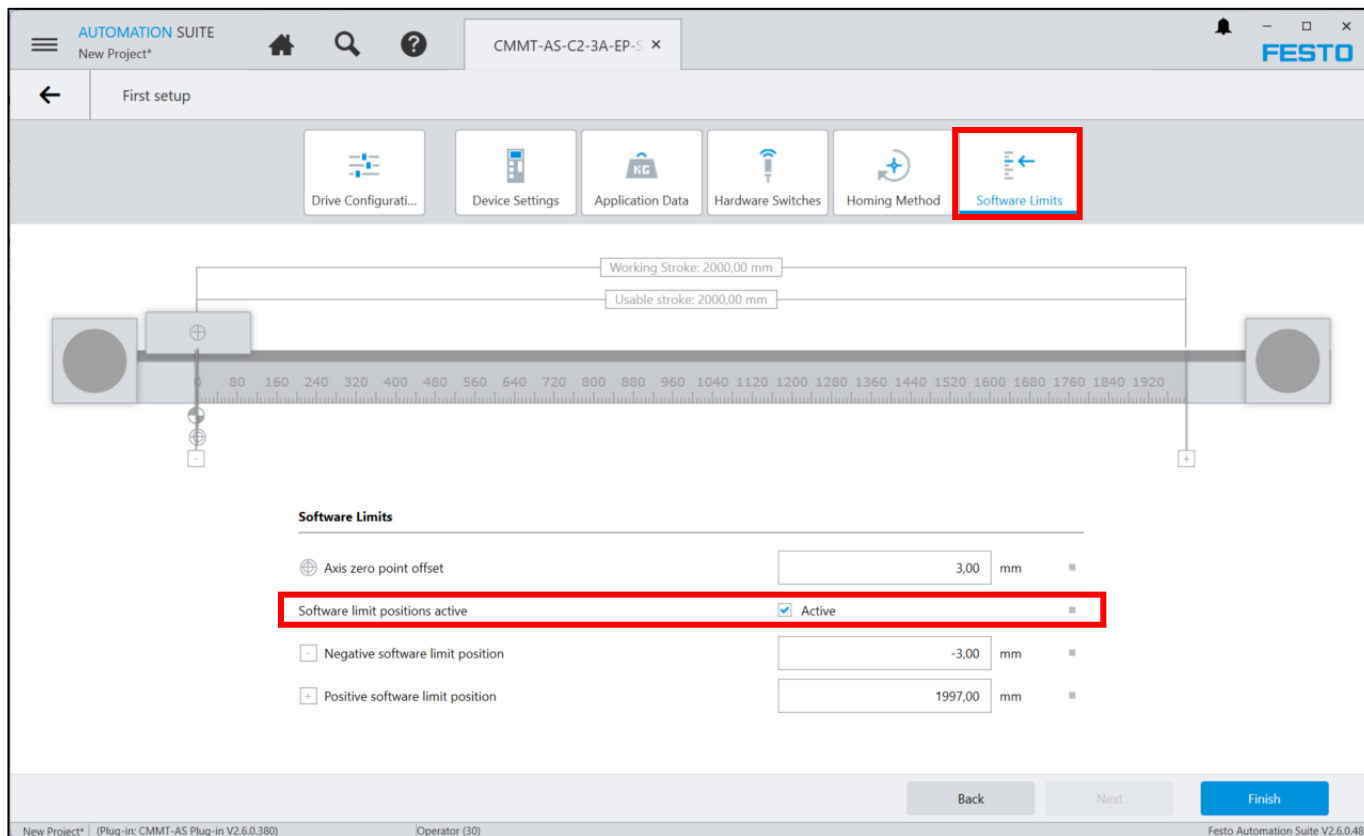 AUTOMATION SUITE
New Project*
CMMT-AS-C2-3A-EP-S
FESTO
First setup
Drive Configurati...
Device Settings
KG
Application Data
Hardware Switches
Homing Method
Software Limits
Working Stroke: 2000,00 mm
Usable stroke: 2000,00 mm
0 80 160 240 320 400 480 560 640 720 800 880 960 1040 1120 1200 1280 1360 1440 1520 1600 1680 1760 1840 1920
- +
Software Limits
Axis zero point offset 3,00 mm
Software limit positions active Active
- Negative software limit position -3,00 mm
+ Positive software limit position 1997,00 mm
Back Next Finish
New Project* (Plug-in: CMMT-AS Plug-in V2.6.0.380) Operator (30) Festo Automation Suite V2.6.0.48